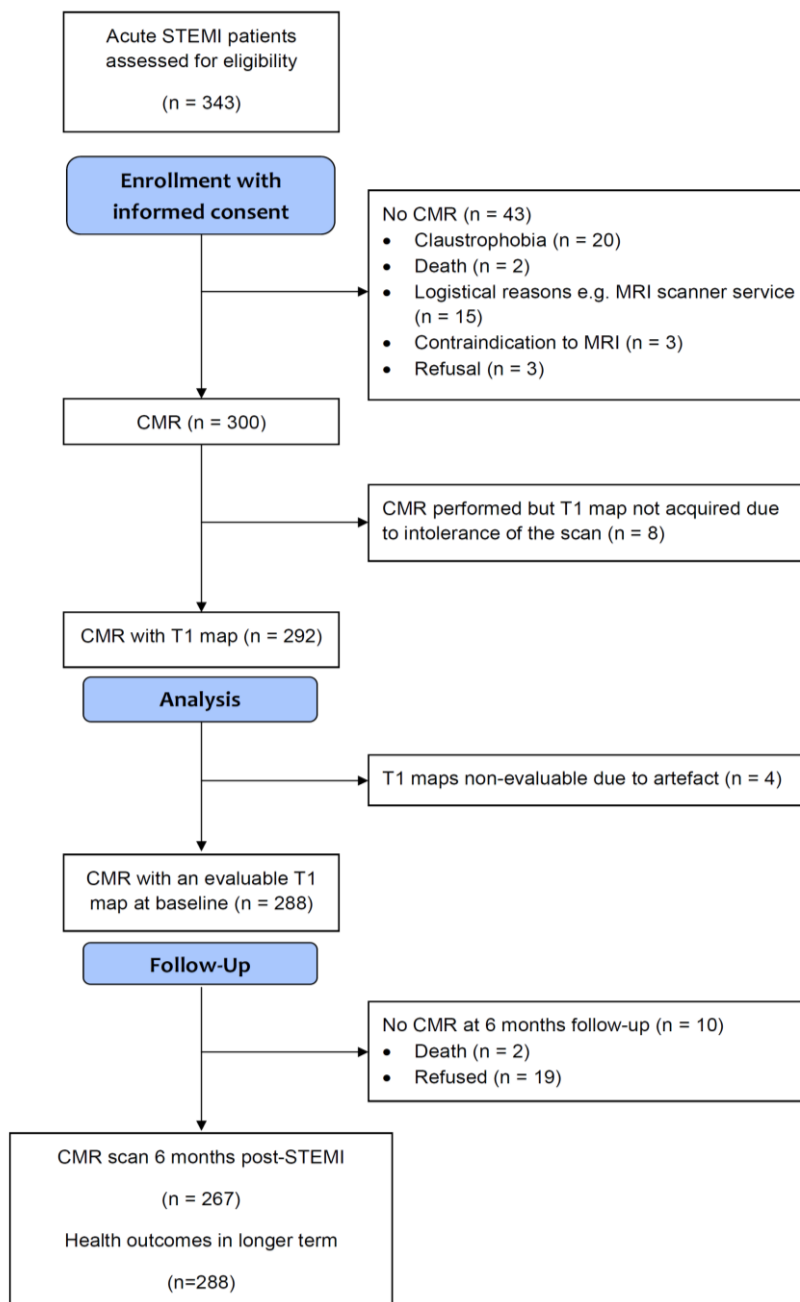 Acute STEMI patients
assessed for eligibility
(n = 343)
Enrollment with
informed consent
No CMR (n = 43)
• Claustrophobia (n = 20)
• Death (n = 2)
• Logistical reasons e.g. MRI scanner service
(n = 15)
• Contraindication to MRI (n = 3)
• Refusal (n = 3)
CMR (n = 300)
CMR performed but T1 map not acquired due
to intolerance of the scan (n = 8)
CMR with T1 map (n = 292)
Analysis
T1 maps non-evaluable due to artefact (n = 4)
CMR with an evaluable T1
map at baseline (n = 288)
Follow-Up
No CMR at 6 months follow-up (n = 10)
• Death (n = 2)
• Refused (n = 19)
CMR scan 6 months post-STEMI
(n = 267)
Health outcomes in longer term
(n=288)